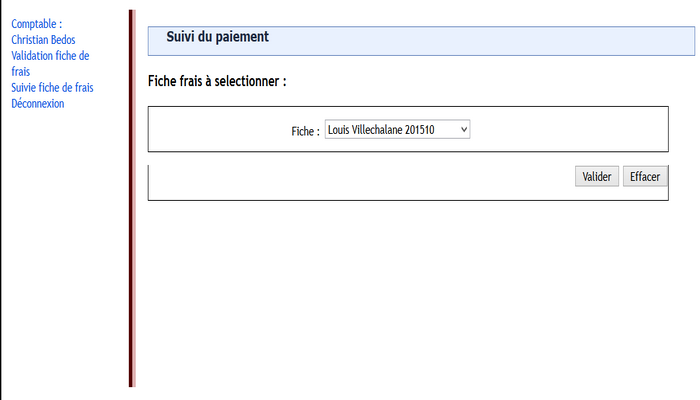 Comptable :
Christian Bedos
Validation fiche de
frais
Suivie fiche de frais
Déconnexion
Suivi du paiement
Fiche frais à selectionner :
Fiche : Louis Villechalane 201510
Valider Effacer